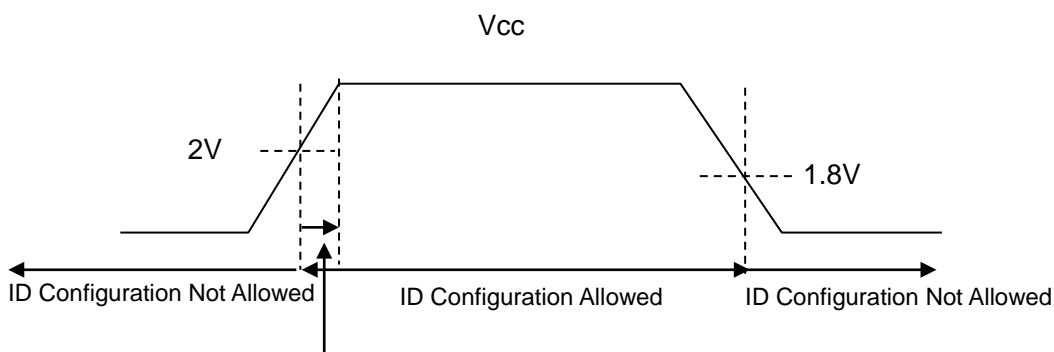 Vcc
2V
1.8V
ID Configuration Not Allowed
ID Configuration Allowed
ID Configuration Not Allowed